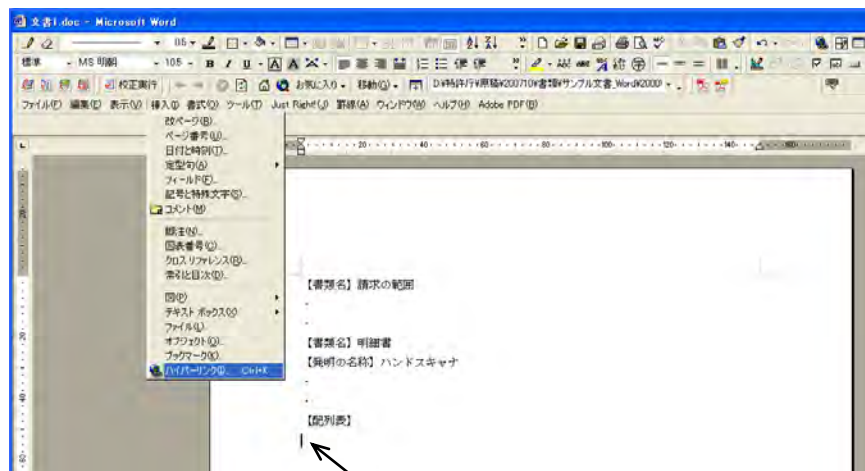 文書1.doc - Microsoft Word
標準 MS 明朝 105 B I U A A
校正実行 お気に入り 移動(G)
ファイル(F) 編集(E) 表示(V) 挿入(I) 書式(O) ツール(T) Just Right!(J) 罫線(A) ウィンドウ(W) ヘルプ(H) Adobe PDF(B)
改ページ(B)...
ページ番号(U)...
日付と時刻(T)...
定型句(A)
フィールド(F)...
記号と特殊文字(S)...
コメント(M)
脚注(N)...
図表番号(C)...
クロス リファレンス(R)...
索引と目次(D)...
図(P)
テキスト ボックス(X)
ファイル(L)...
オブジェクト(O)...
ブックマーク(K)...
ハイパーリンク(I)... Ctrl+K
【書類名】請求の範囲
【書類名】明細書
【発明の名称】ハンドスキャナ
【配列表】